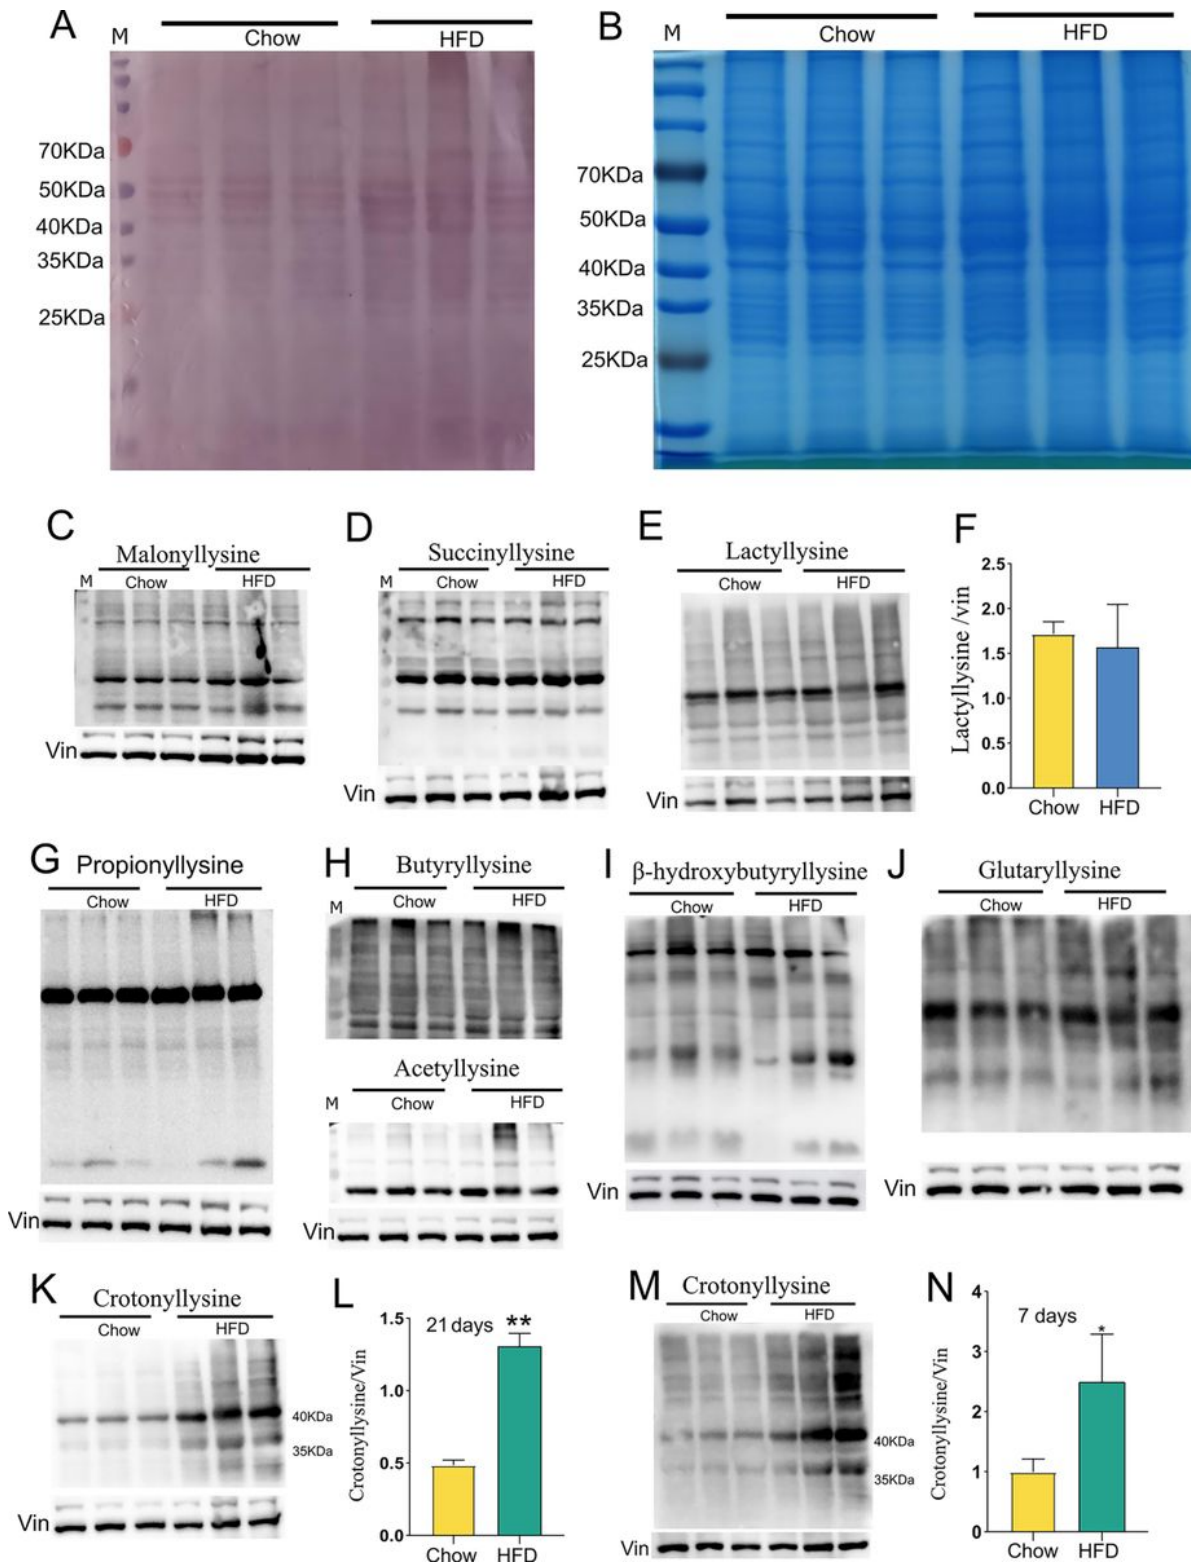 A
M
Chow
HFD
70KDa
50KDa
40KDa
35KDa
25KDa
B
M
Chow
HFD
70KDa
50KDa
40KDa
35KDa
25KDa
C
Malonyllysine
M
Chow
HFD
Vin
D
Succinyllysine
M
Chow
HFD
Vin
E
Lactyllysine
Chow
HFD
Vin
F
Lactyllysine /vin
2.5
2.0
1.5
1.0
0.5
0.0
Chow
HFD
G
Propionyllysine
Chow
HFD
Vin
H
Butyryllysine
M
Chow
HFD
Acetyllysine
M
Chow
HFD
Vin
I
β-hydroxybutyryllysine
Chow
HFD
Vin
J
Glutaryllysine
Chow
HFD
Vin
K
Crotonyllysine
Chow
HFD
40KDa
35KDa
Vin
L
Crotonyllysine/Vin
1.5
1.0
0.5
0.0
21 days
**
Chow
HFD
M
Crotonyllysine
Chow
HFD
40KDa
35KDa
Vin
N
Crotonyllysine/Vin
4
3
2
1
0
7 days
*
Chow
HFD